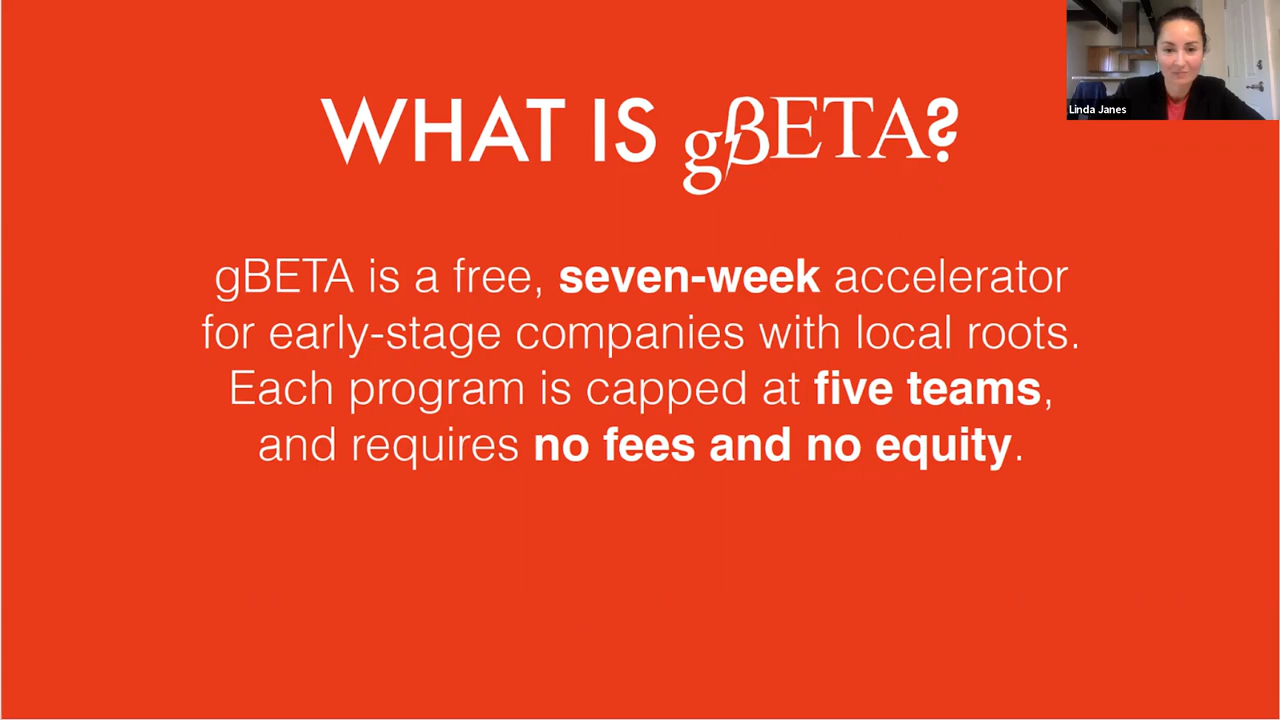 WHAT IS gBETA?
gBETA is a free, seven-week accelerator
for early-stage companies with local roots.
Each program is capped at five teams,
and requires no fees and no equity.
Linda Janes